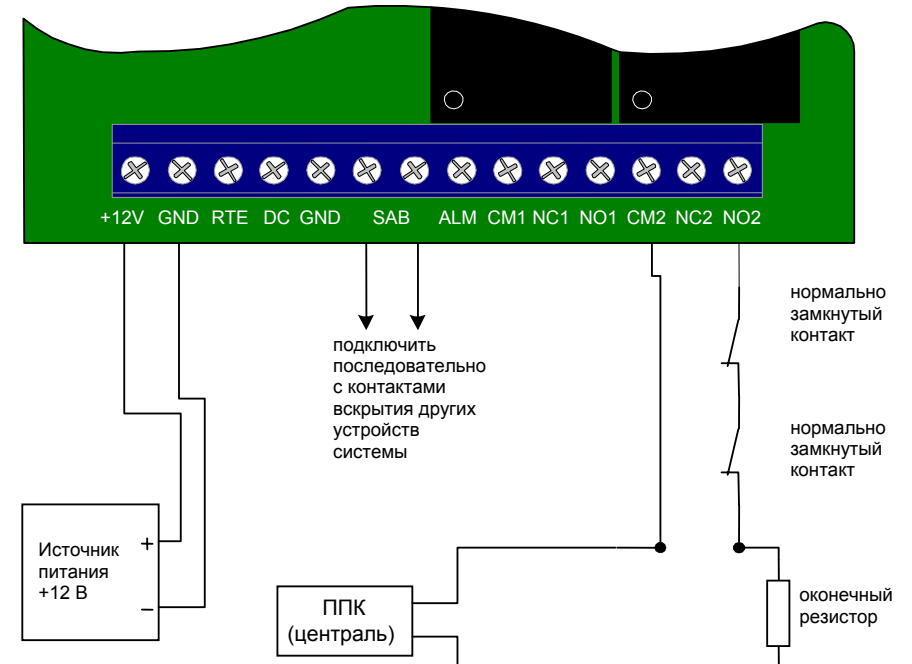 +12V GND RTE DC GND SAB ALM CM1 NC1 NO1 CM2 NC2 NO2
нормально
замкнутый
контакт
подключить
последовательно
с контактами
вскрытия других
устройств
системы
нормально
замкнутый
контакт
Источник
питания
+12 В
+
–
ППК
(централь)
оконечный
резистор